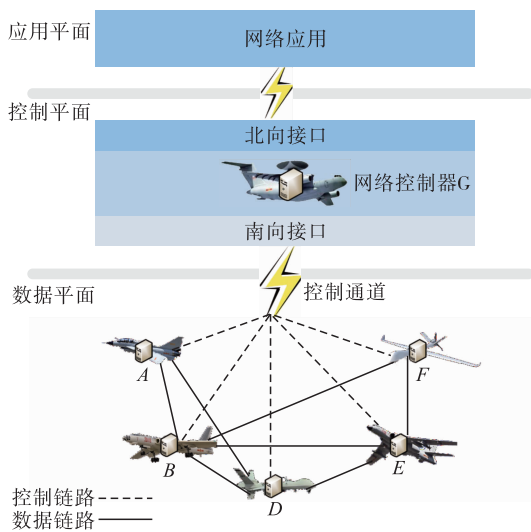 应用平面
网络应用
控制平面
北向接口
网络控制器G
南向接口
数据平面
控制通道
A
F
B
E
D
控制链路
数据链路